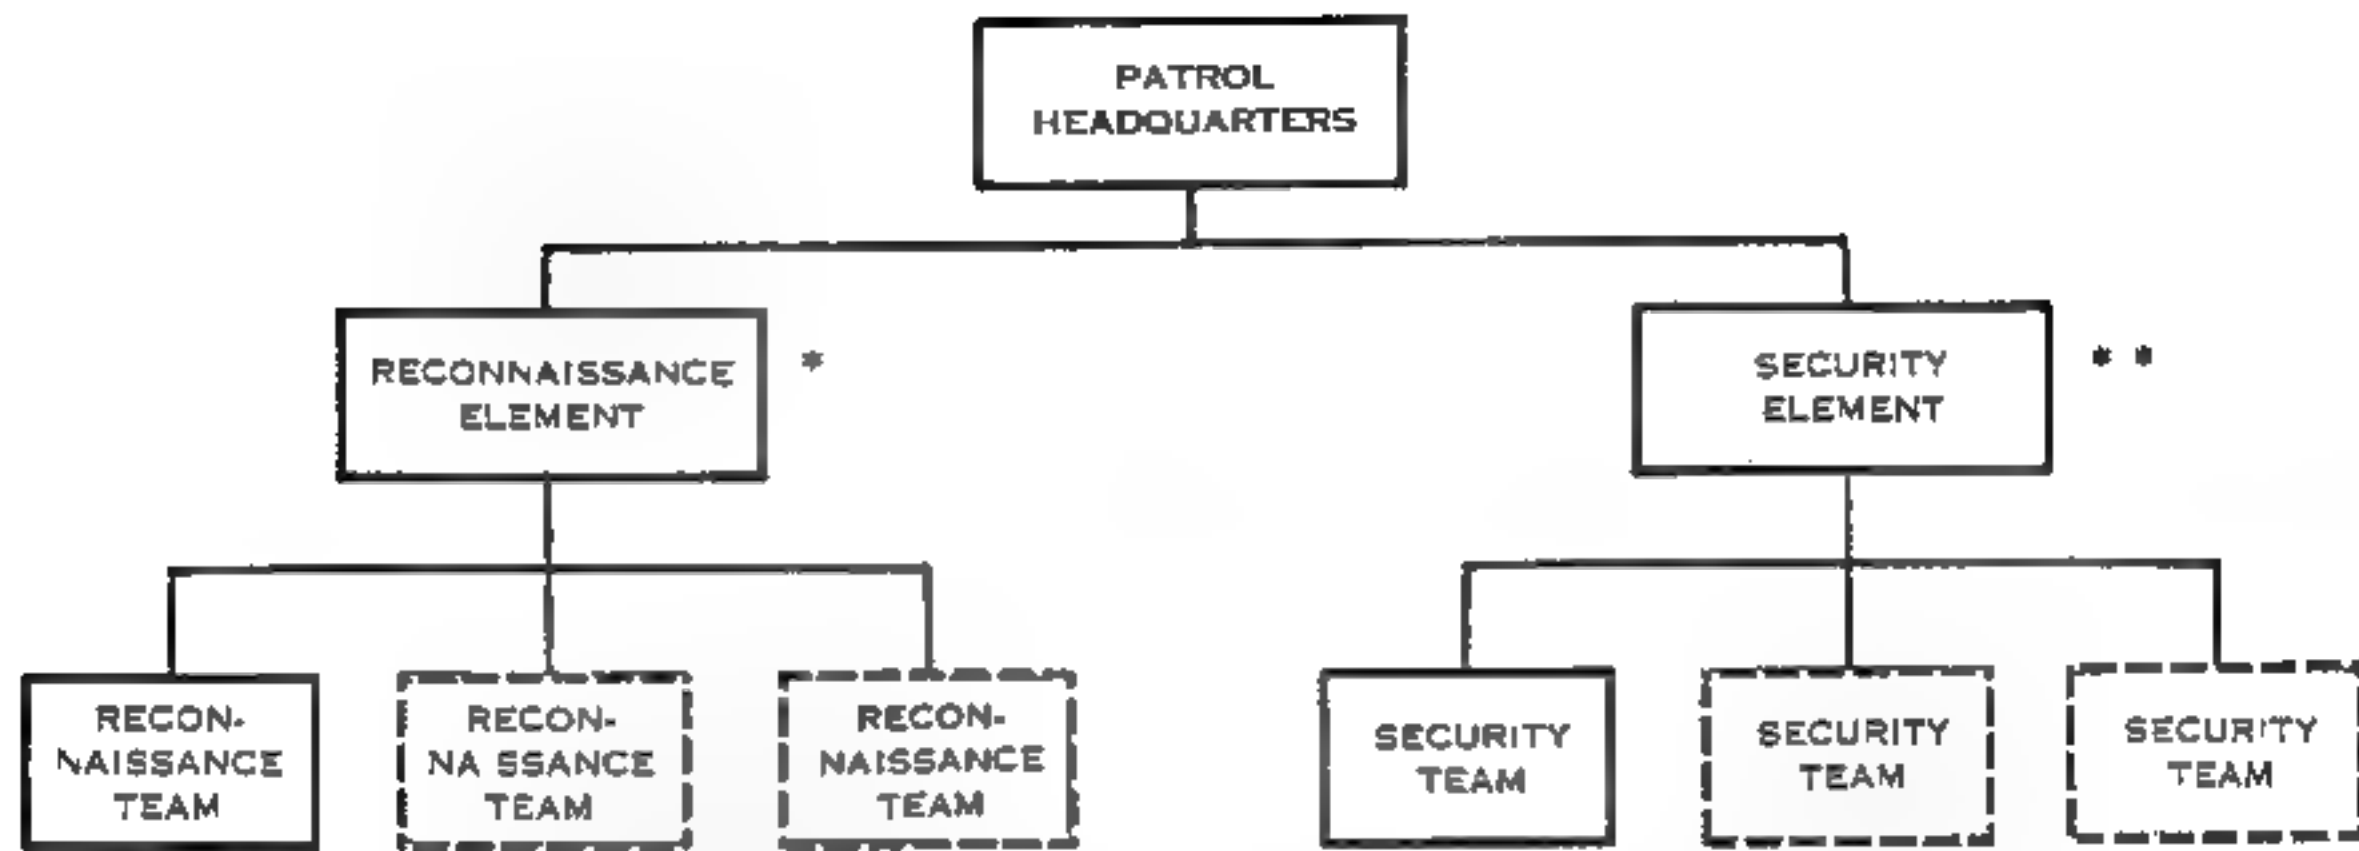 PATROL
HEADQUARTERS
RECONNAISSANCE
ELEMENT
*
SECURITY
ELEMENT
* *
RECON-
NAISSANCE
TEAM
RECON-
NA SSANCE
TEAM
RECON-
NAISSANCE
TEAM
SECURITY
TEAM
SECURITY
TEAM
SECURITY
TEAM